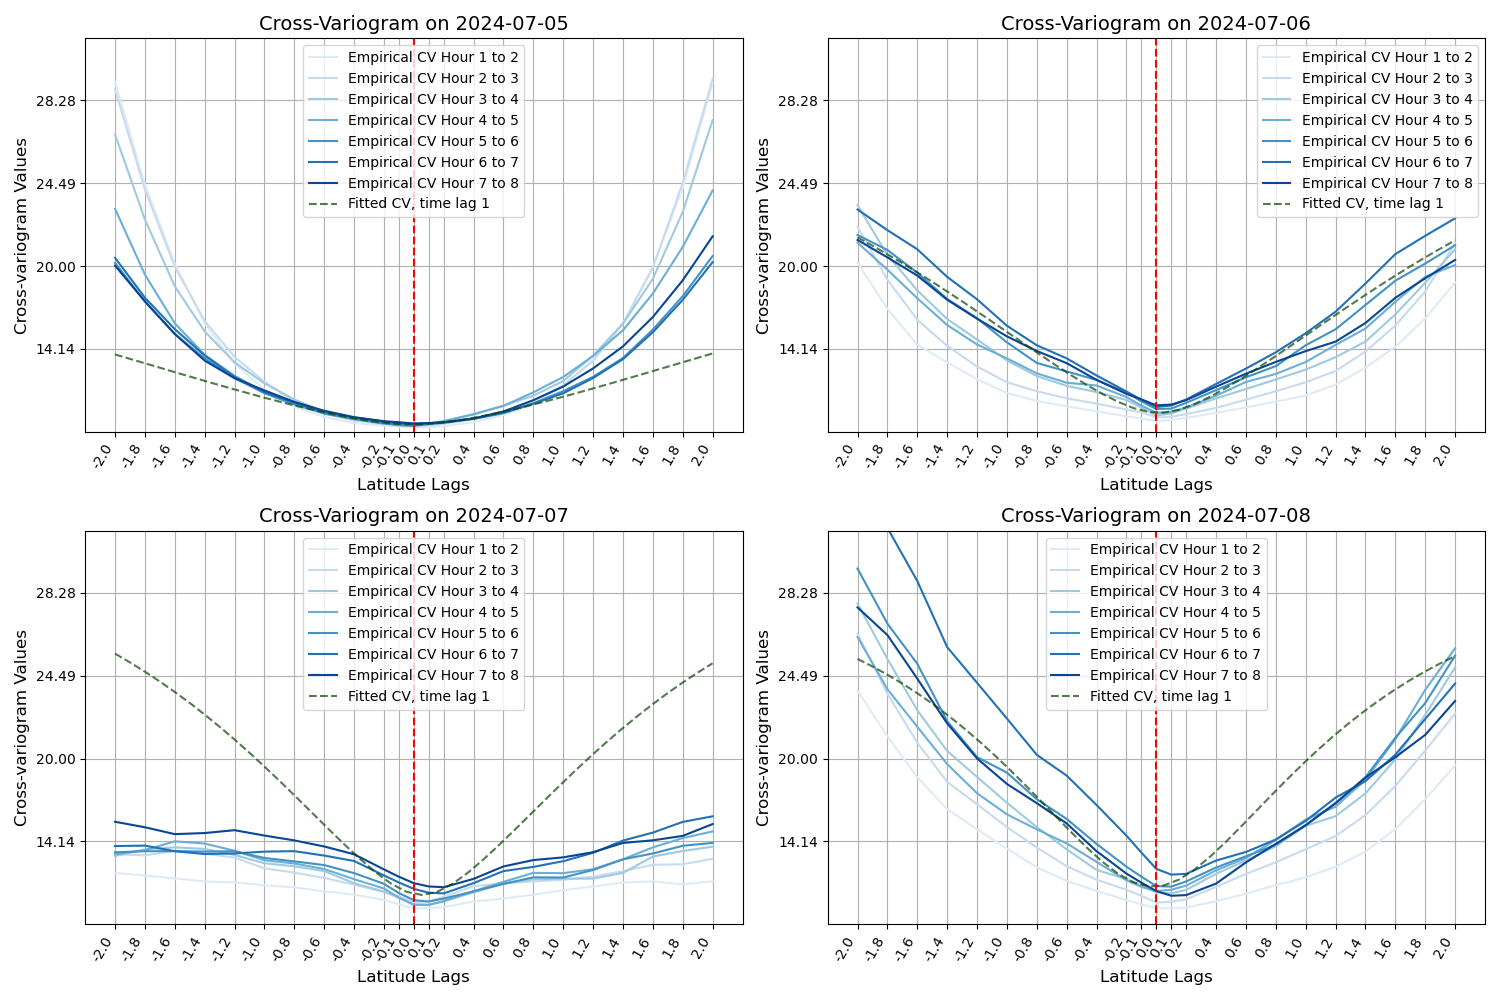 Cross-Variogram on 2024-07-05
Cross-variogram Values
28.28
24.49
20.00
14.14
Empirical CV Hour 1 to 2
Empirical CV Hour 2 to 3
Empirical CV Hour 3 to 4
Empirical CV Hour 4 to 5
Empirical CV Hour 5 to 6
Empirical CV Hour 6 to 7
Empirical CV Hour 7 to 8
Fitted CV, time lag 1
-2.0 -1.8 -1.6 -1.4 -1.2 -1.0 -0.8 -0.6 -0.4 -0.2 -0.1 0.0 0.1 0.2 0.4 0.6 0.8 1.0 1.2 1.4 1.6 1.8 2.0
Latitude Lags
Cross-Variogram on 2024-07-06
Cross-variogram Values
28.28
24.49
20.00
14.14
Empirical CV Hour 1 to 2
Empirical CV Hour 2 to 3
Empirical CV Hour 3 to 4
Empirical CV Hour 4 to 5
Empirical CV Hour 5 to 6
Empirical CV Hour 6 to 7
Empirical CV Hour 7 to 8
Fitted CV, time lag 1
-2.0 -1.8 -1.6 -1.4 -1.2 -1.0 -0.8 -0.6 -0.4 -0.2 -0.1 0.0 0.1 0.2 0.4 0.6 0.8 1.0 1.2 1.4 1.6 1.8 2.0
Latitude Lags
Cross-Variogram on 2024-07-07
Cross-variogram Values
28.28
24.49
20.00
14.14
Empirical CV Hour 1 to 2
Empirical CV Hour 2 to 3
Empirical CV Hour 3 to 4
Empirical CV Hour 4 to 5
Empirical CV Hour 5 to 6
Empirical CV Hour 6 to 7
Empirical CV Hour 7 to 8
Fitted CV, time lag 1
-2.0 -1.8 -1.6 -1.4 -1.2 -1.0 -0.8 -0.6 -0.4 -0.2 -0.1 0.0 0.1 0.2 0.4 0.6 0.8 1.0 1.2 1.4 1.6 1.8 2.0
Latitude Lags
Cross-Variogram on 2024-07-08
Cross-variogram Values
28.28
24.49
20.00
14.14
Empirical CV Hour 1 to 2
Empirical CV Hour 2 to 3
Empirical CV Hour 3 to 4
Empirical CV Hour 4 to 5
Empirical CV Hour 5 to 6
Empirical CV Hour 6 to 7
Empirical CV Hour 7 to 8
Fitted CV, time lag 1
-2.0 -1.8 -1.6 -1.4 -1.2 -1.0 -0.8 -0.6 -0.4 -0.2 -0.1 0.0 0.1 0.2 0.4 0.6 0.8 1.0 1.2 1.4 1.6 1.8 2.0
Latitude Lags